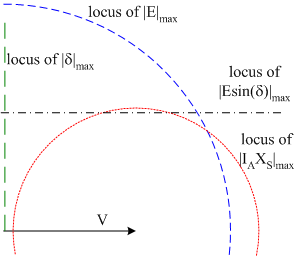 locus of |E|max
locus of |δ|max
locus of
|Esin(δ)|max
locus of
|IAXS|max
V